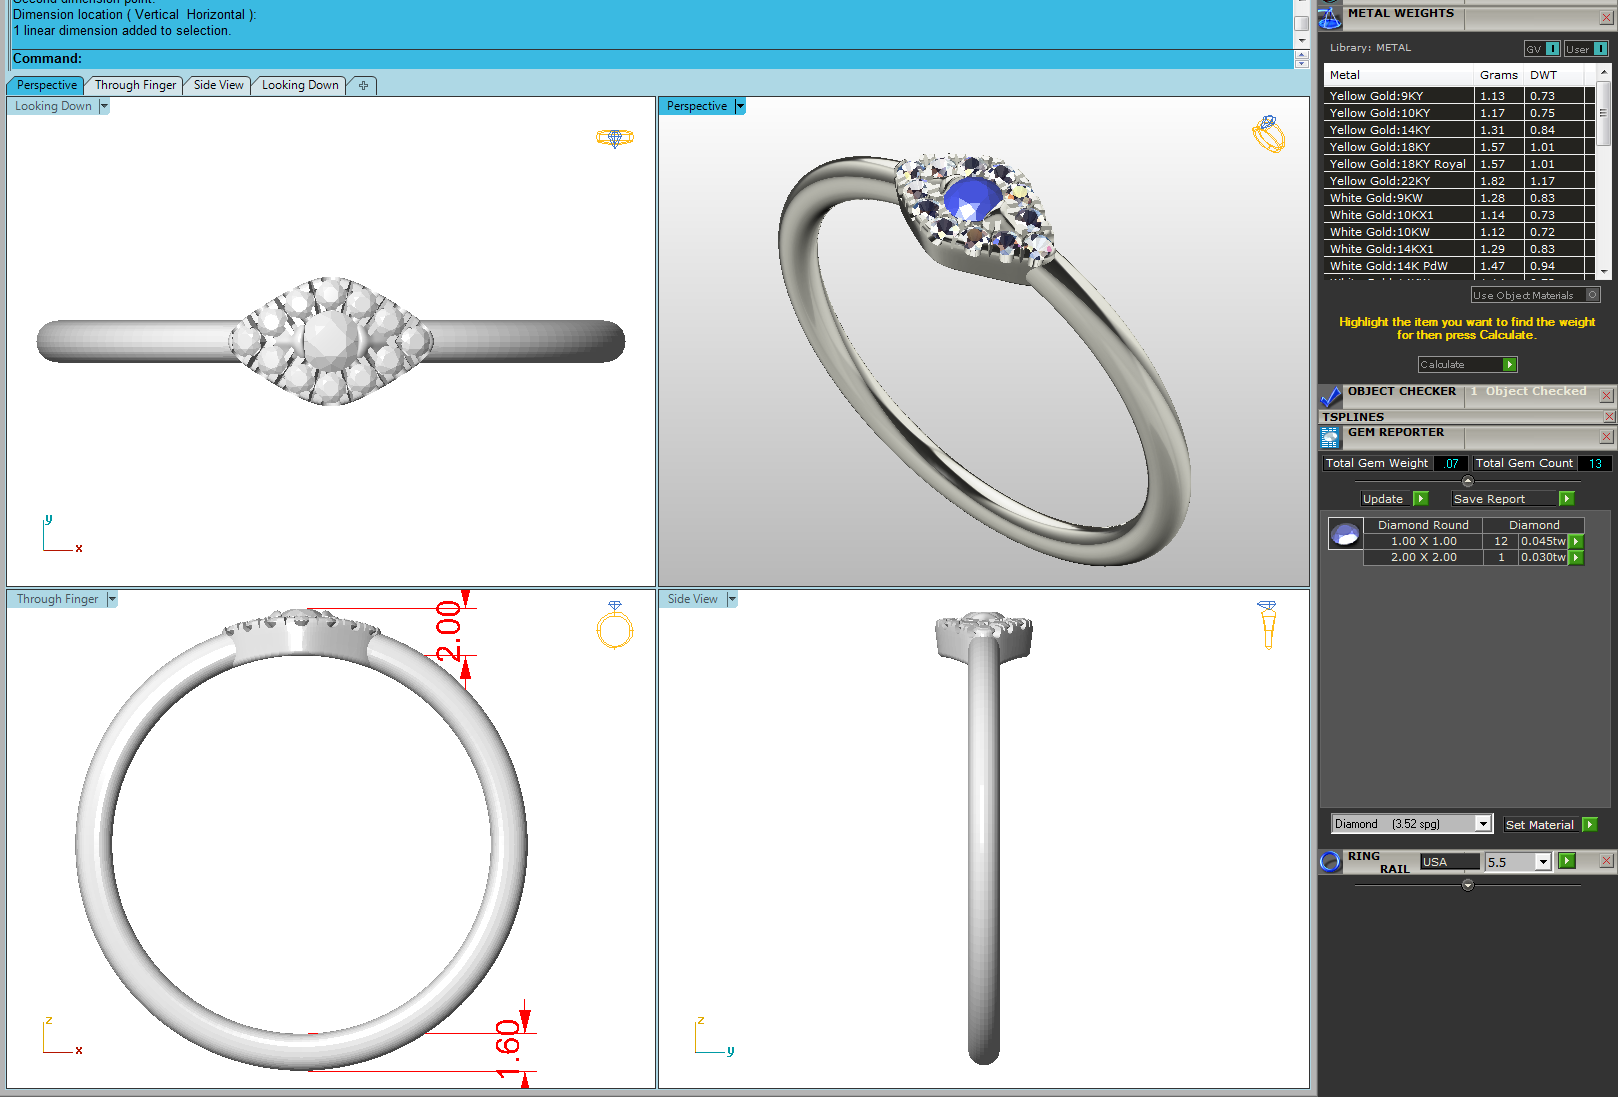 Second dimension point:
Dimension location ( Vertical  Horizontal ):
1 linear dimension added to selection.
Command:
Perspective
Through Finger
Side View
Looking Down
Looking Down
Perspective
y
x
Through Finger
2.00
1.60
z
x
Side View
z
y
METAL WEIGHTS
Library: METAL
GV
User
Metal Grams DWT
Yellow Gold:9KY 1.13 0.73
Yellow Gold:10KY 1.17 0.75
Yellow Gold:14KY 1.31 0.84
Yellow Gold:18KY 1.57 1.01
Yellow Gold:18KY Royal 1.57 1.01
Yellow Gold:22KY 1.82 1.17
White Gold:9KW 1.28 0.83
White Gold:10KX1 1.14 0.73
White Gold:10KW 1.12 0.72
White Gold:14KX1 1.29 0.83
White Gold:14K PdW 1.47 0.94
Use Object Materials
Highlight the item you want to find the weight
for then press Calculate.
Calculate
OBJECT CHECKER 1 Object Checked
TSPLINES
GEM REPORTER
Total Gem Weight .07 Total Gem Count 13
Update Save Report
Diamond Round Diamond
1.00 X 1.00 12 0.045tw
2.00 X 2.00 1 0.030tw
Diamond (3.52 spg) Set Material
RING
RAIL USA 5.5